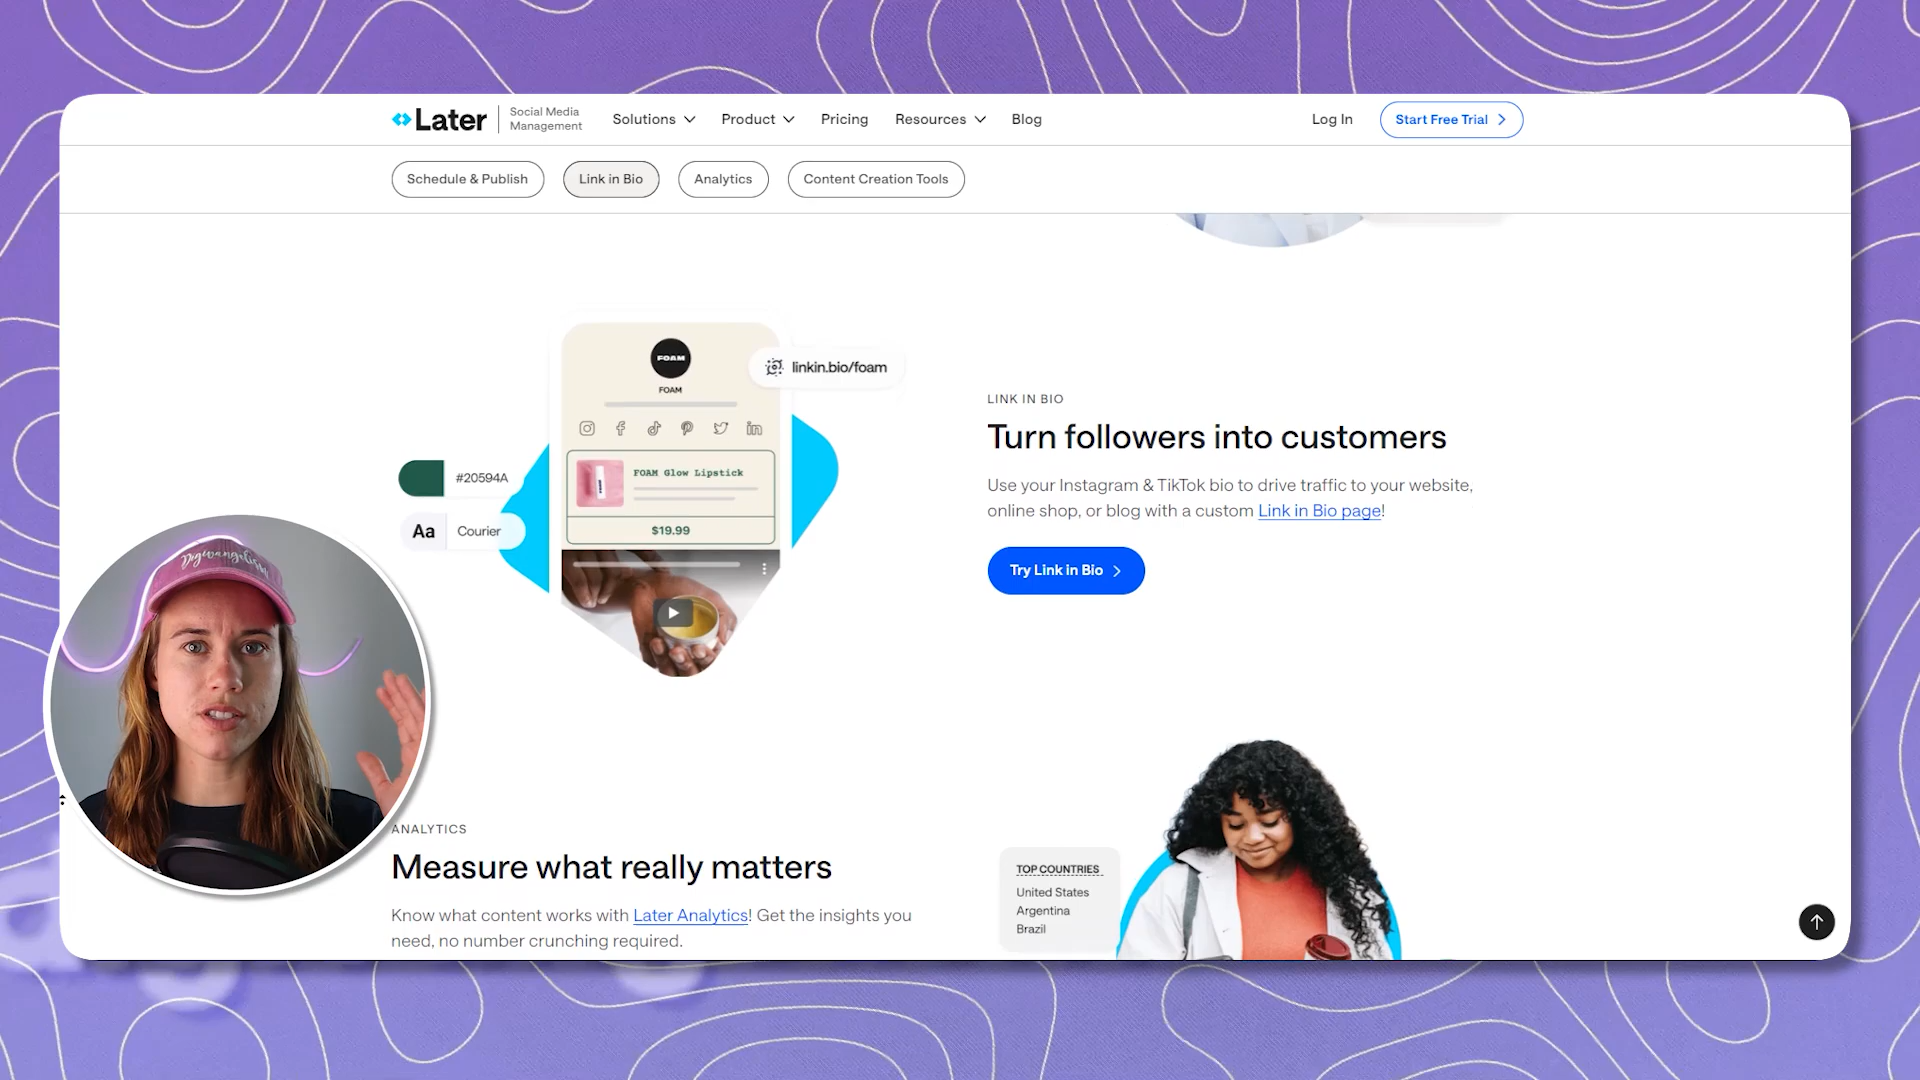 Later
Social Media
Management
Solutions
Product
Pricing
Resources
Blog
Log In
Start Free Trial
Schedule & Publish
Link in Bio
Analytics
Content Creation Tools
FOAM
FOAM
linkin.bio/foam
#20594A
Aa
Courier
FOAM Glow Lipstick
$19.99
LINK IN BIO
Turn followers into customers
Use your Instagram & TikTok bio to drive traffic to your website,
online shop, or blog with a custom Link in Bio page!
Try Link in Bio
ANALYTICS
Measure what really matters
Know what content works with Later Analytics! Get the insights you
need, no number crunching required.
TOP COUNTRIES
United States
Argentina
Brazil